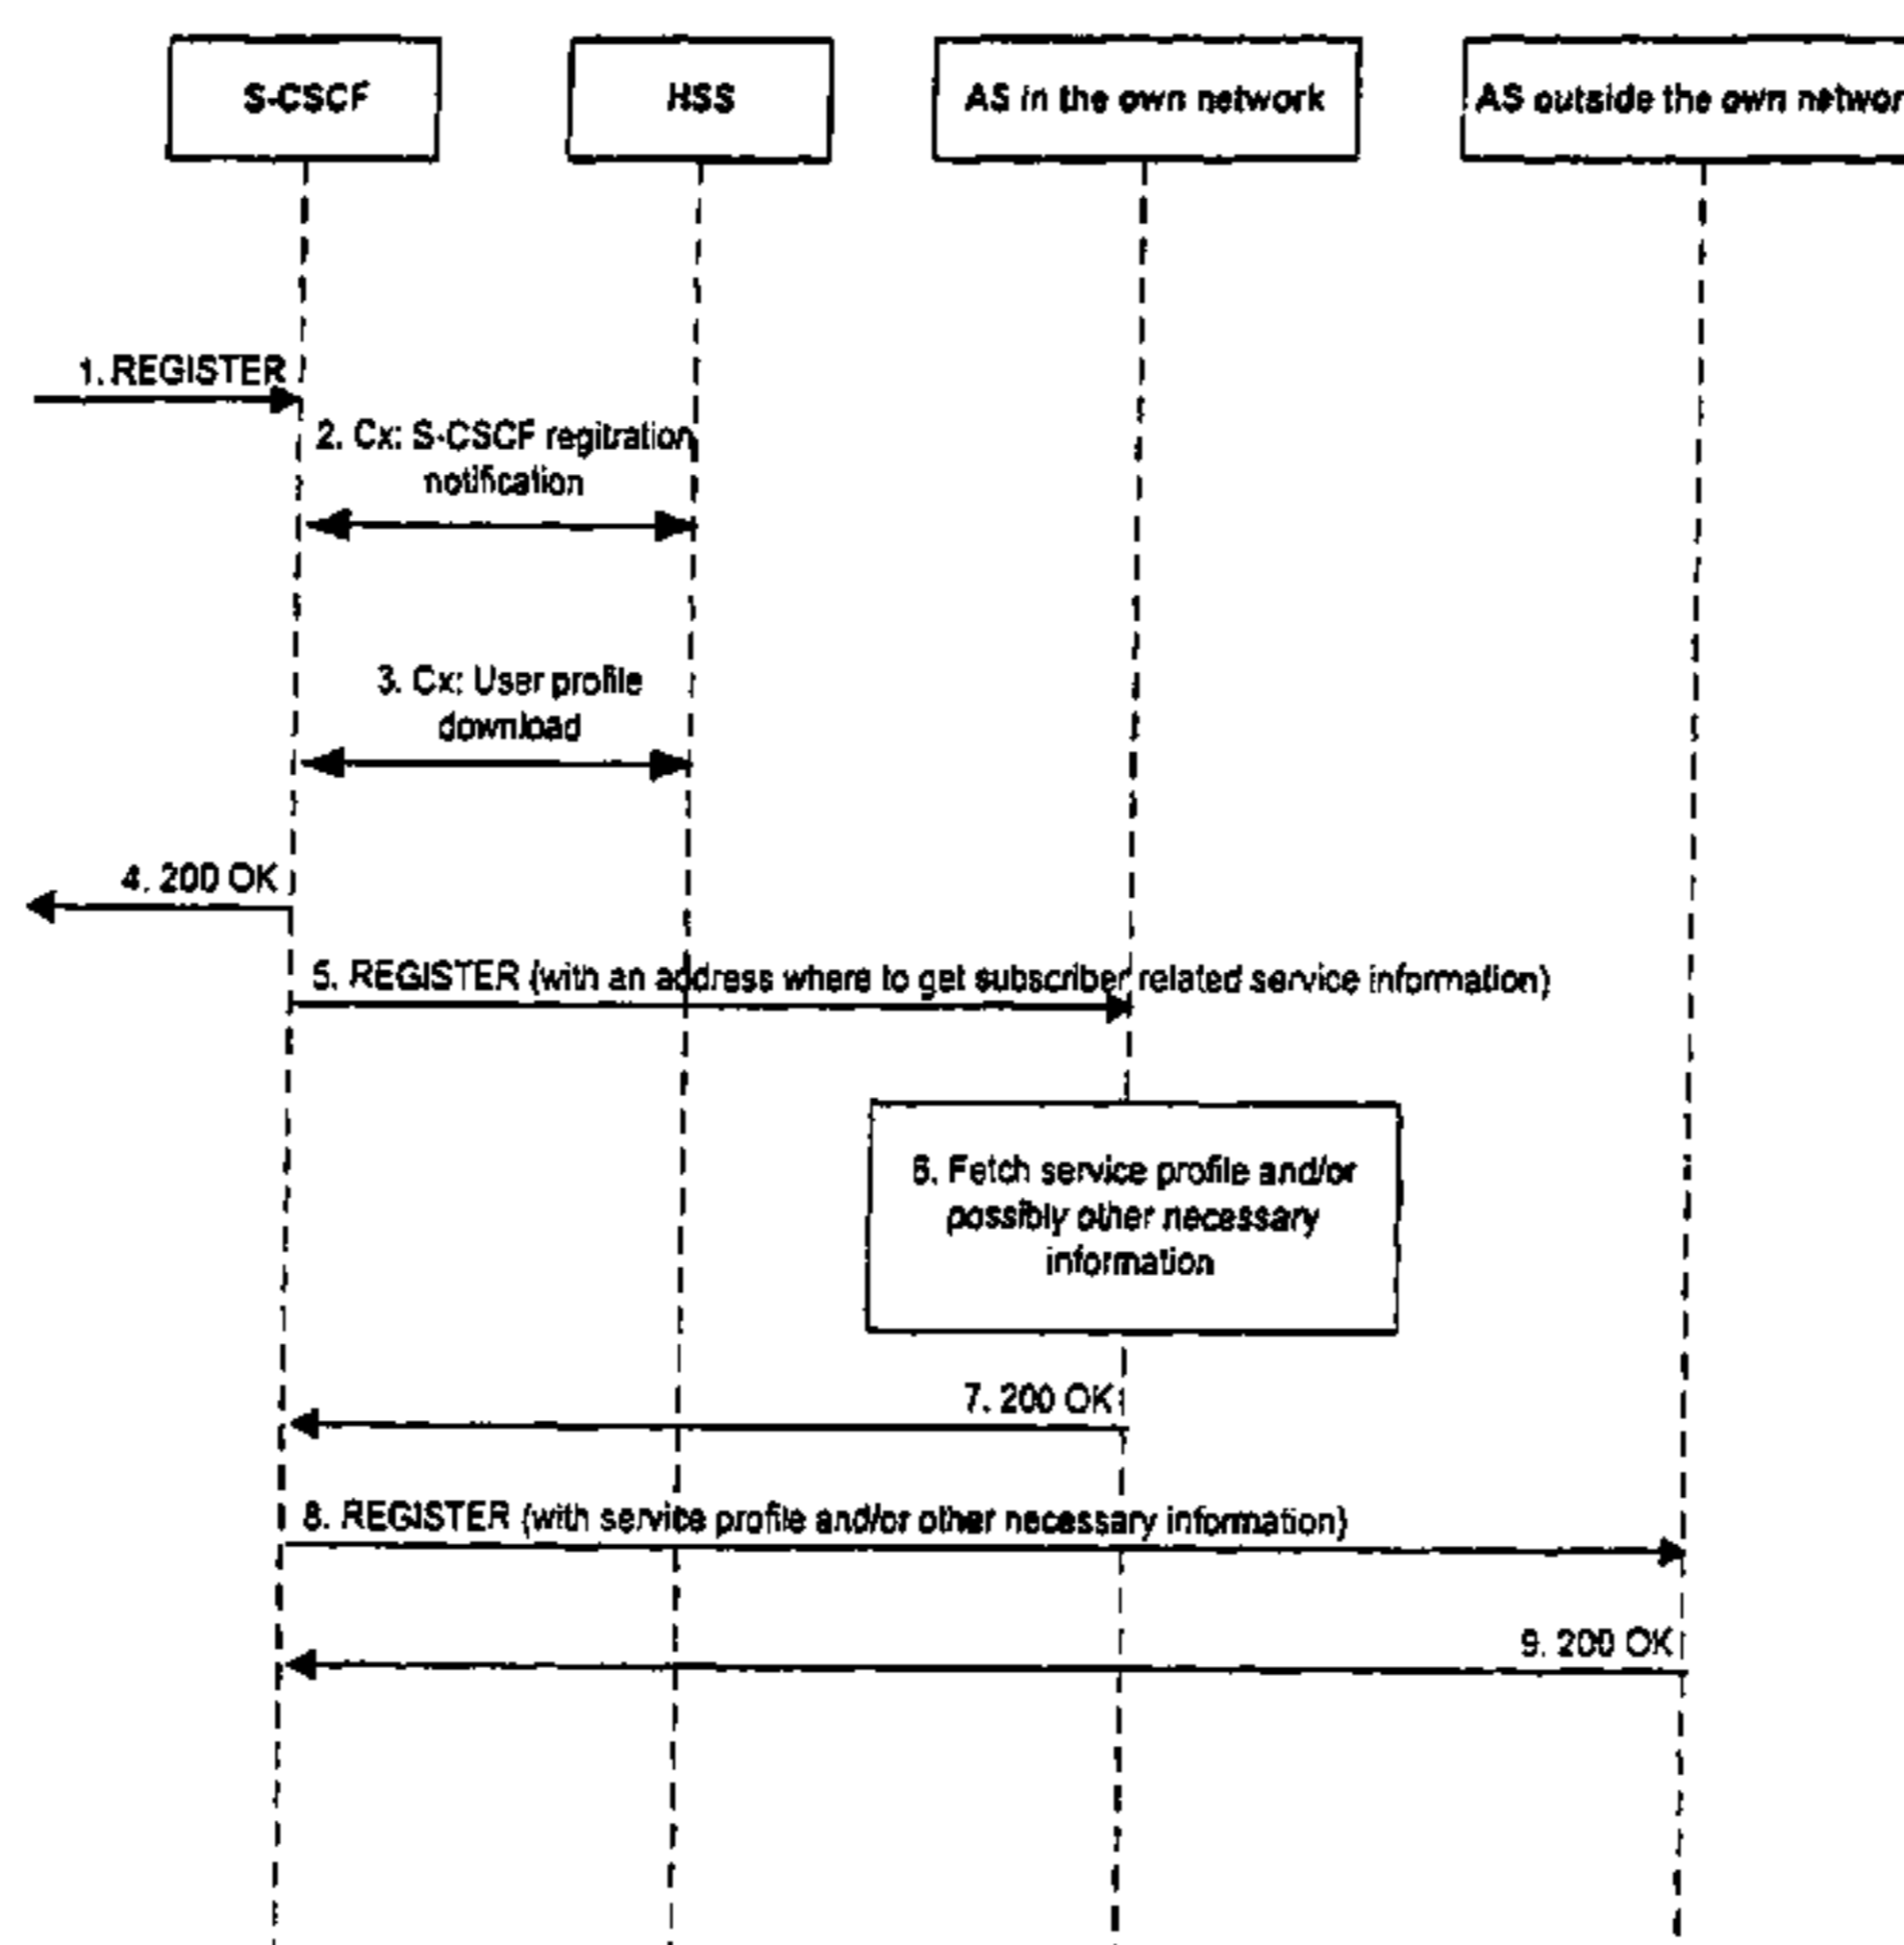 S-CSCF
HSS
AS in the own network
AS outside the own networ
1. REGISTER
2. Cx: S-CSCF regitration
notification
3. Cx: User profile
download
4. 200 OK
5. REGISTER (with an address where to get subscriber related service information)
6. Fetch service profile and/or
possibly other necessary
information
7. 200 OK
8. REGISTER (with service profile and/or other necessary information)
9. 200 OK